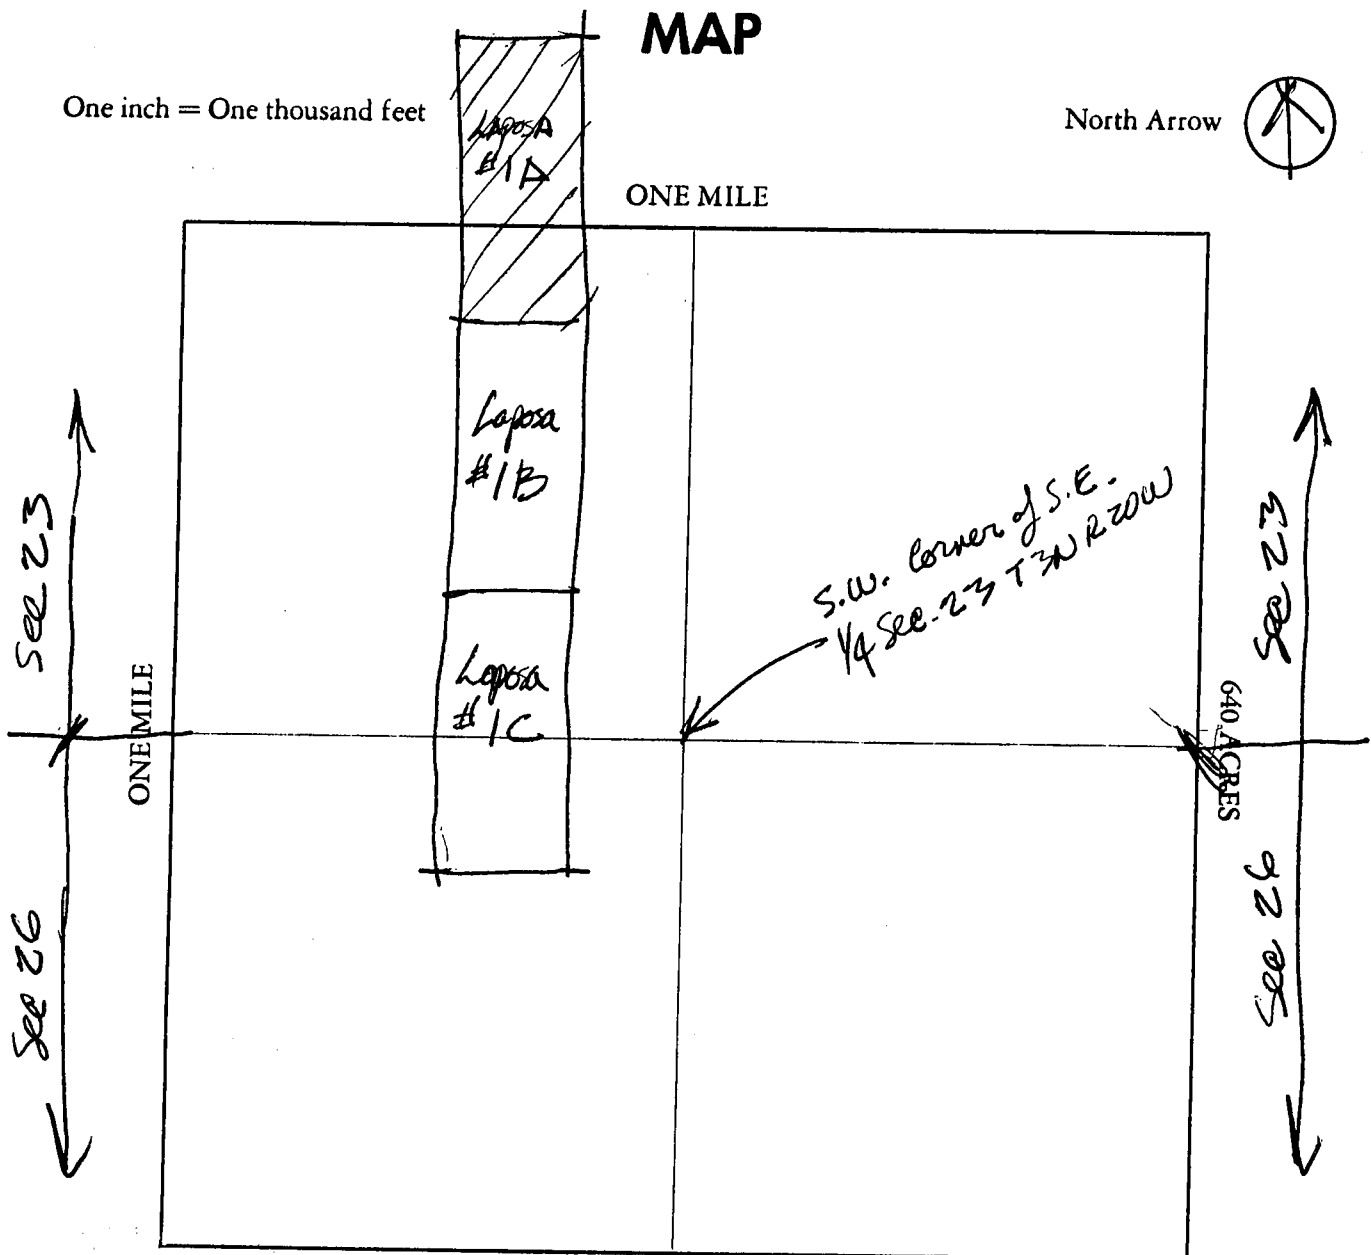 MAP
One inch = One thousand feet
North Arrow
ONE MILE
Laposa
#1A
Laposa
#1B
Laposa
#1C
S.W. Corner of S.E.
1/4 Sec. 23 T3N R20W
Sec 23
Sec 26
ONE MILE
Sec 23
640 ACRES
Sec 26